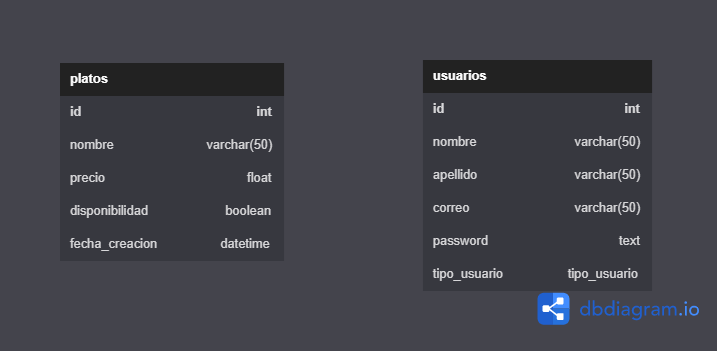 platos
id int
nombre varchar(50)
precio float
disponibilidad boolean
fecha_creacion datetime
usuarios
id int
nombre varchar(50)
apellido varchar(50)
correo varchar(50)
password text
tipo_usuario tipo_usuario
dbdiagram.io